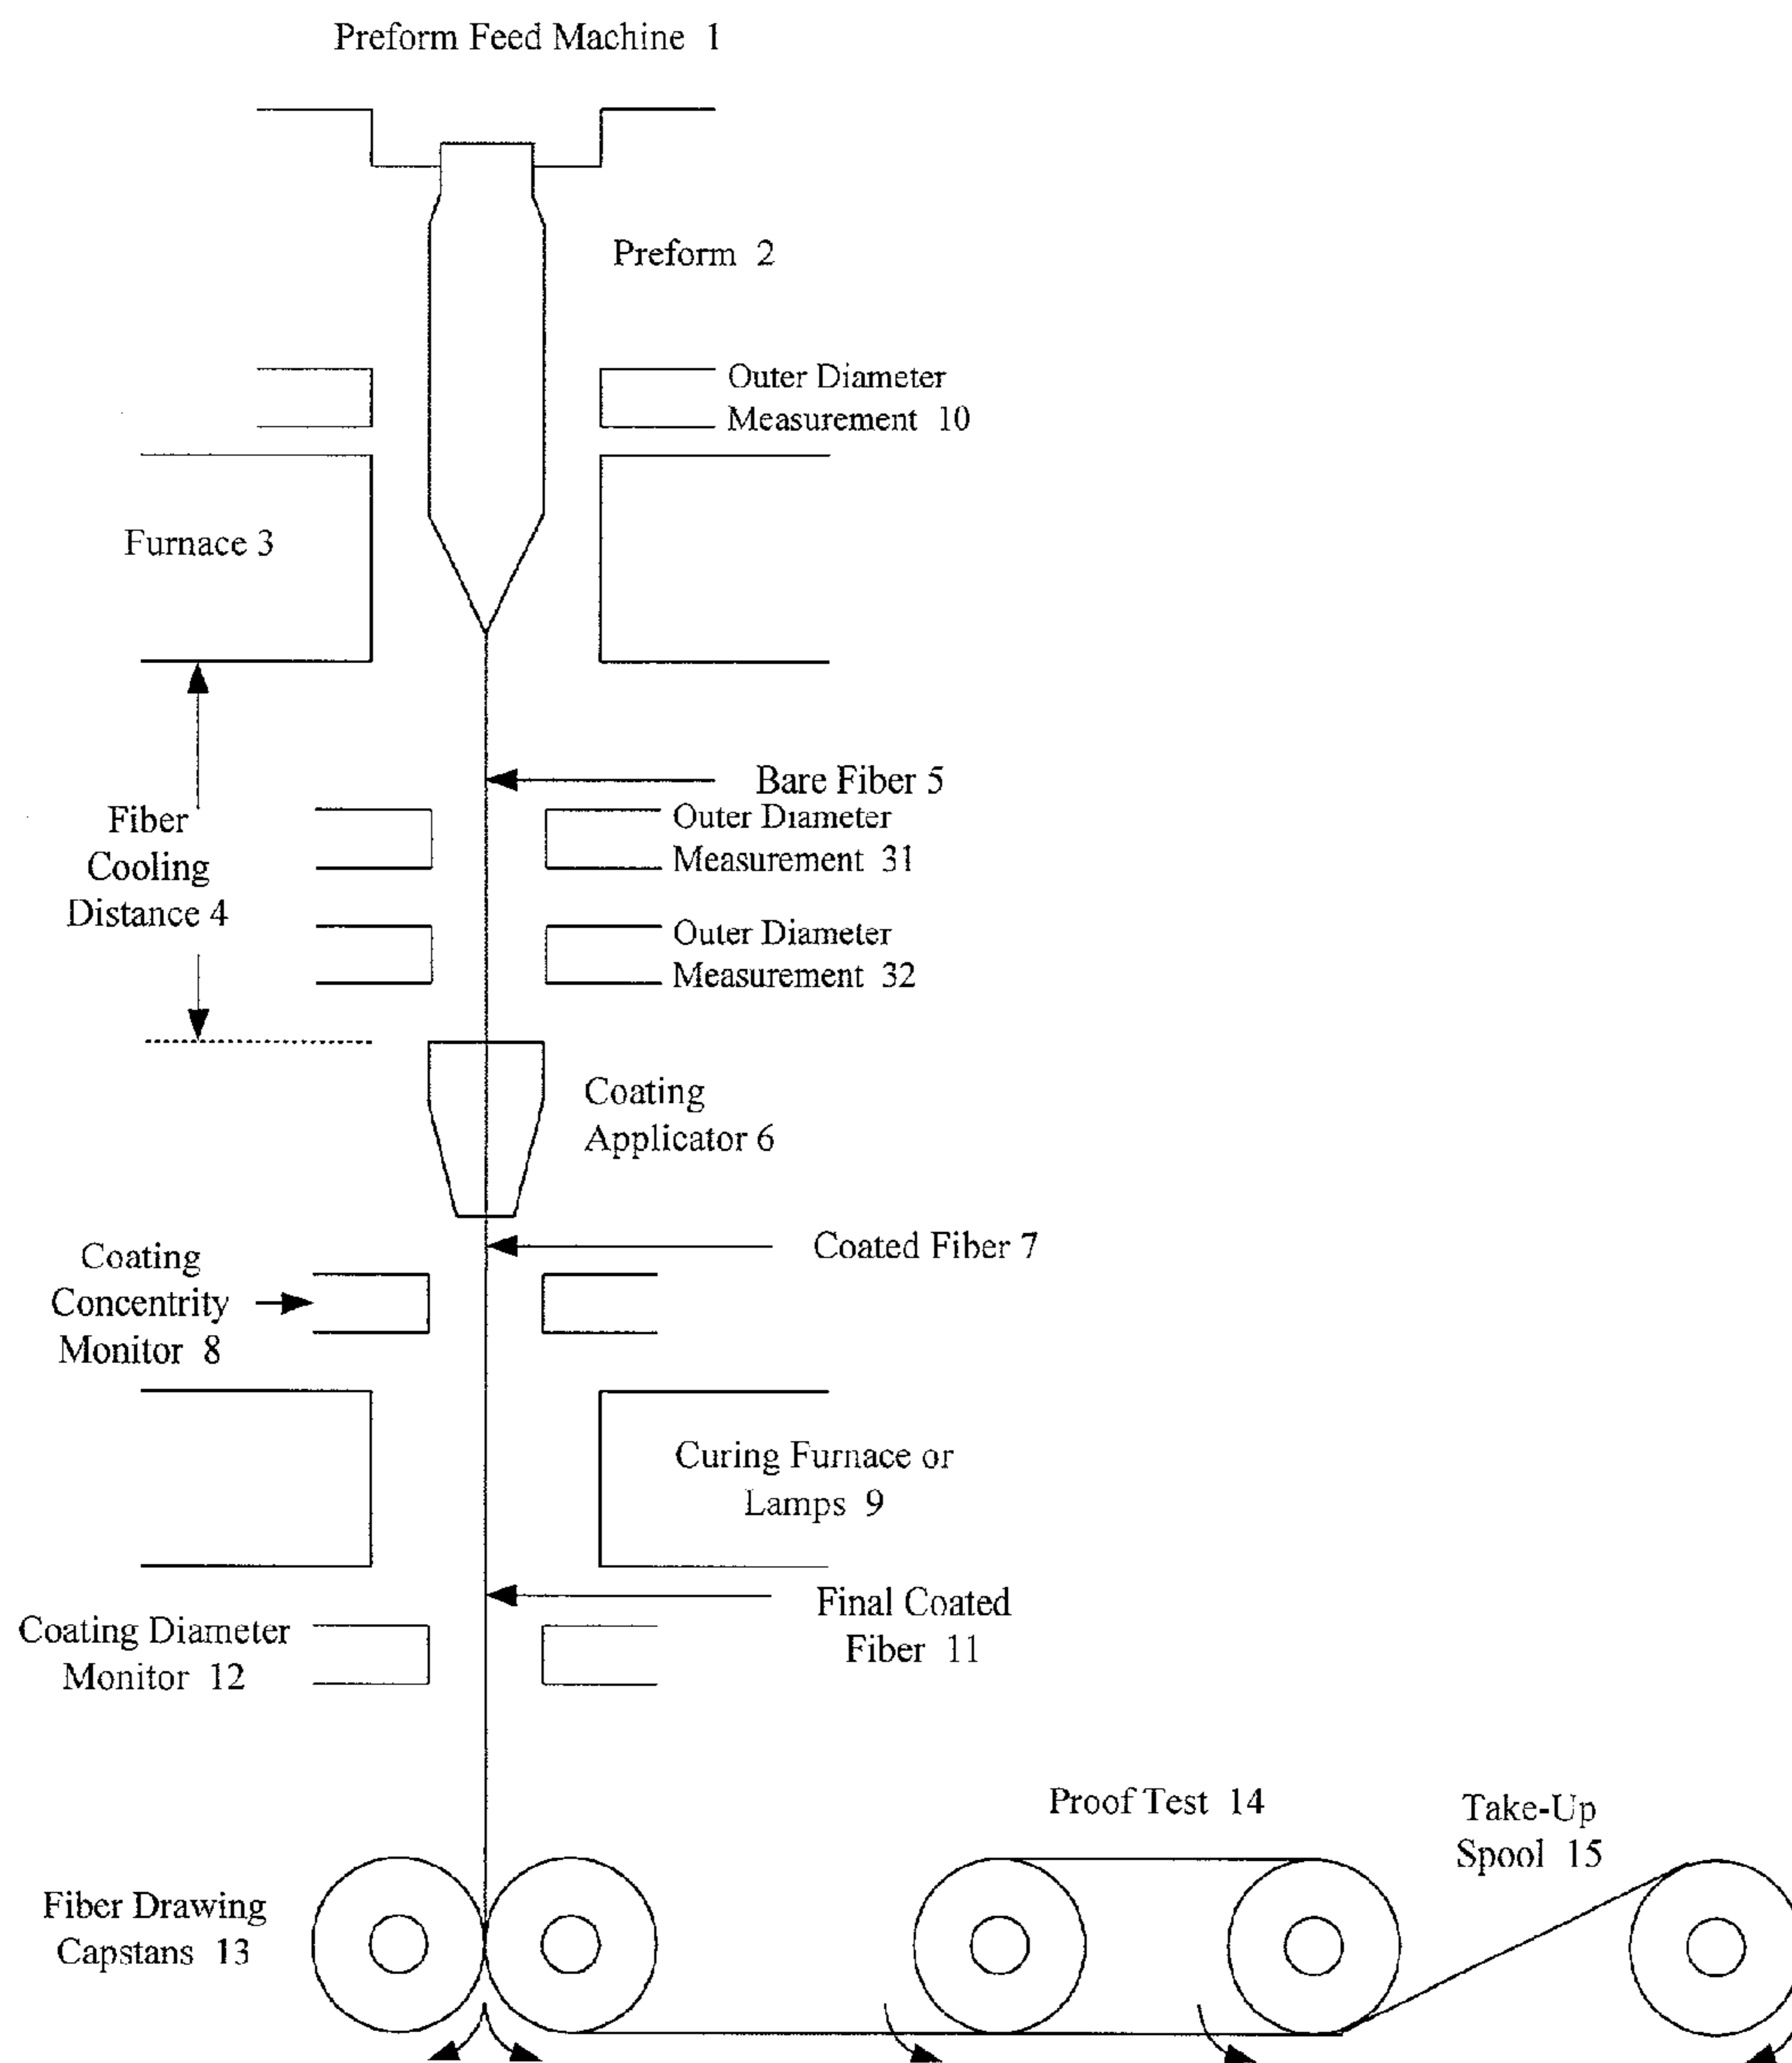 Preform Feed Machine 1
Preform 2
Outer Diameter
Measurement 10
Furnace 3
Bare Fiber 5
Outer Diameter
Measurement 31
Fiber
Cooling
Distance 4
Outer Diameter
Measurement 32
Coating
Applicator 6
Coated Fiber 7
Coating
Concentrity
Monitor 8
Curing Furnace or
Lamps 9
Final Coated
Fiber 11
Coating Diameter
Monitor 12
Proof Test 14
Take-Up
Spool 15
Fiber Drawing
Capstans 13